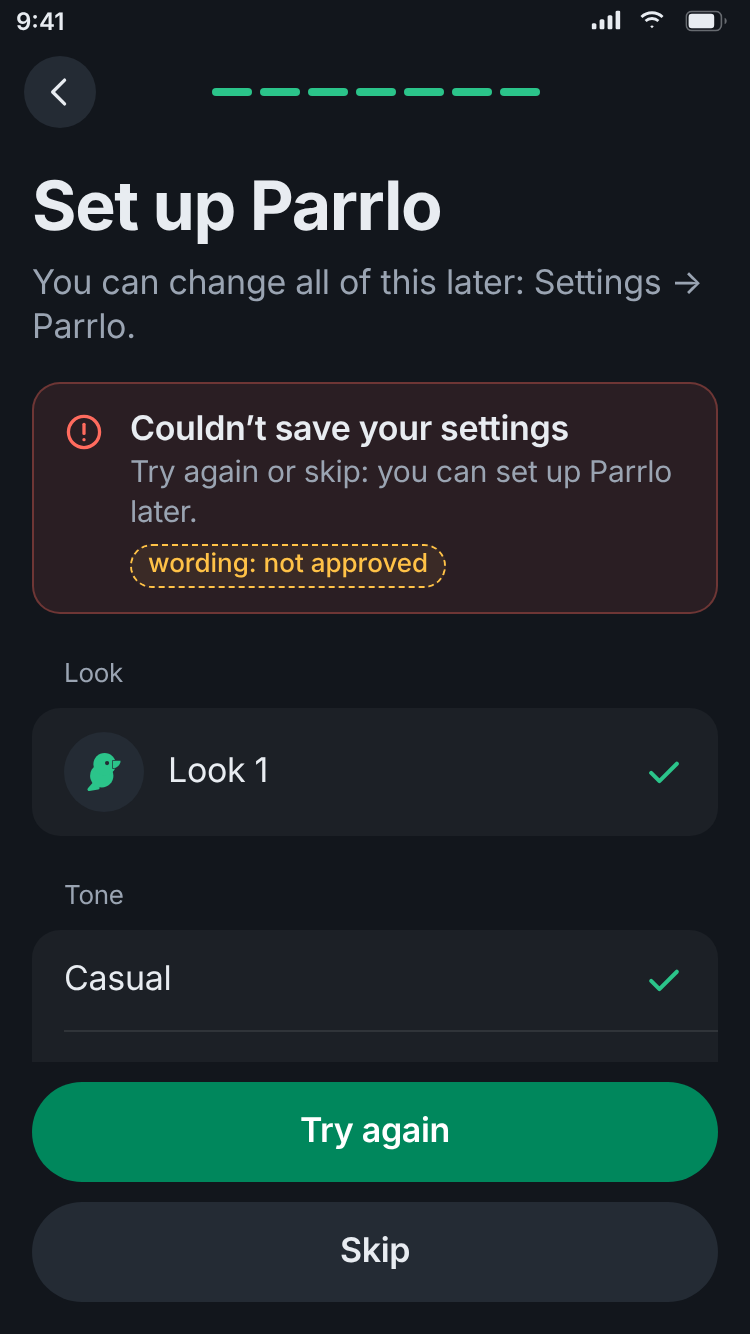 9:41
Set up Parrlo
You can change all of this later: Settings →
Parrlo.
Couldn’t save your settings
Try again or skip: you can set up Parrlo
later.
wording: not approved
Look
Look 1
Tone
Casual
Try again
Skip